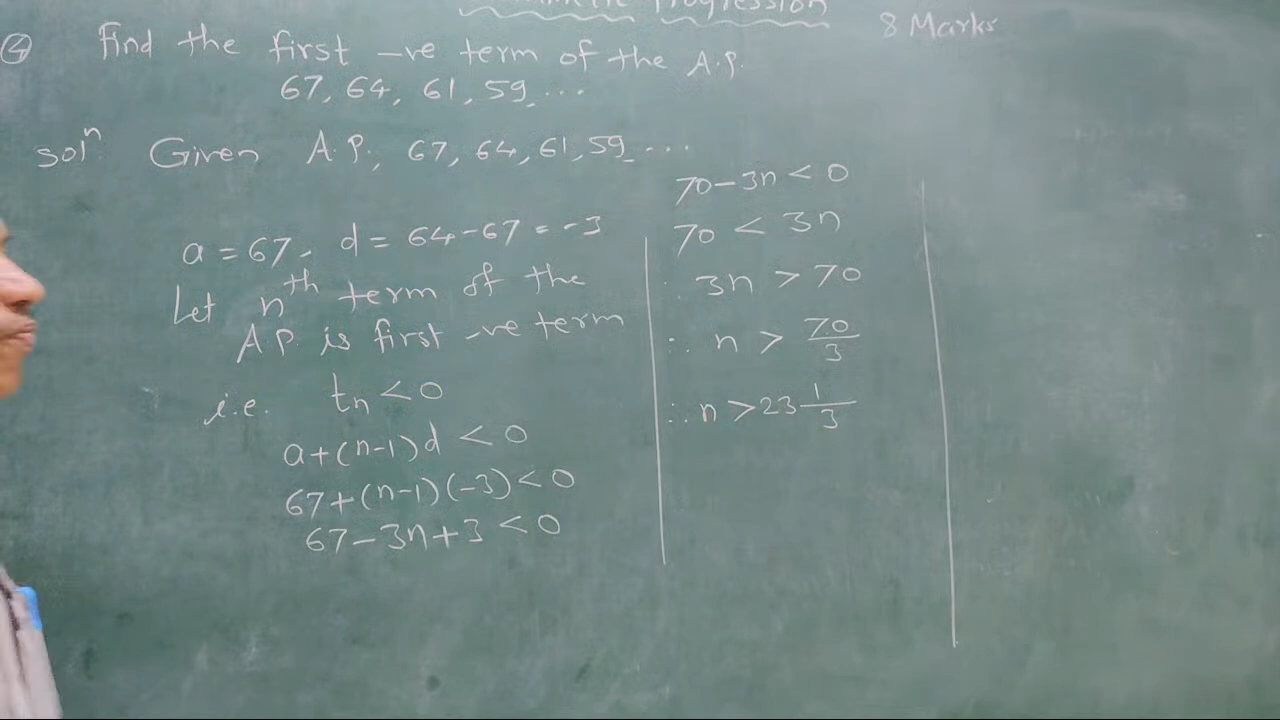 Progression
8 Marks
④ Find the first -ve term of the A.P.
67, 64, 61, 59, ...
solⁿ: Given A.P., 67, 64, 61, 59, ...
a = 67, d = 64-67 = -3
Let nᵗʰ term of the
A.P. is first -ve term
i.e. tₙ < 0
a+(n-1)d < 0
67+(n-1)(-3) < 0
67-3n+3 < 0
70-3n < 0
70 < 3n
∴ 3n > 70
∴ n > 70/3
∴ n > 23 1/3